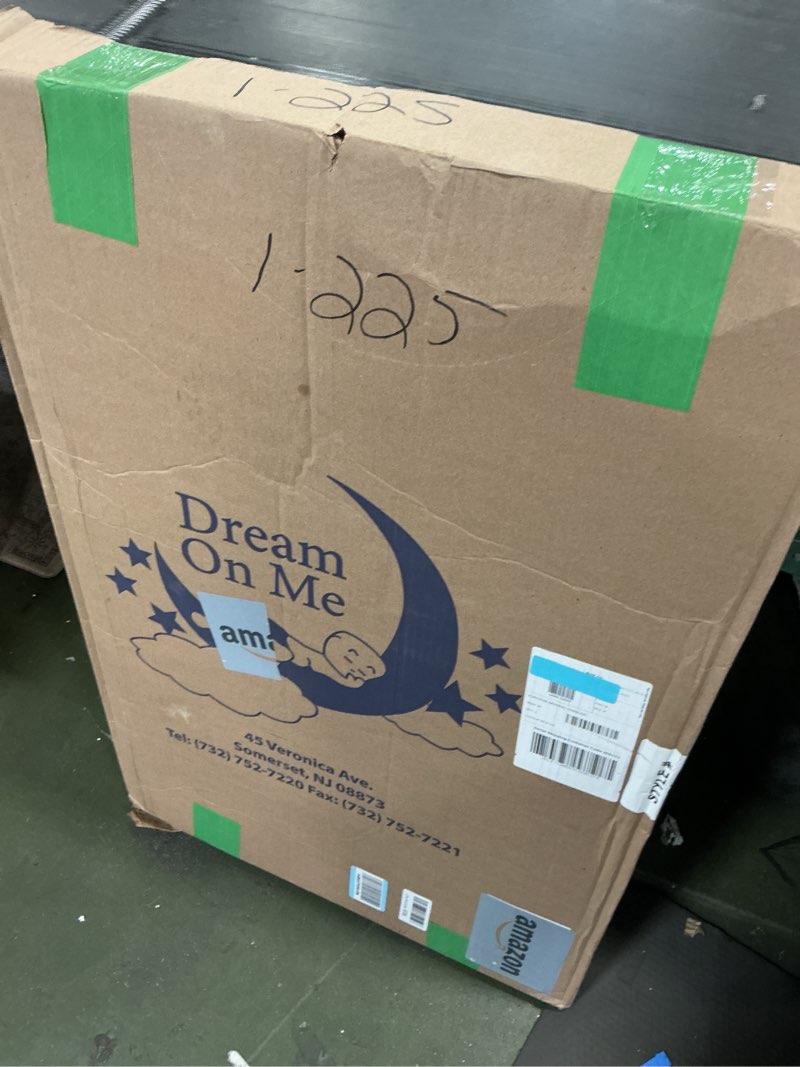 1-225
1-225
Dream
On Me
ama
45 Veronica Ave.
Somerset, NJ 08873
Tel: (732) 752-7220 Fax: (732) 752-7221
amazon